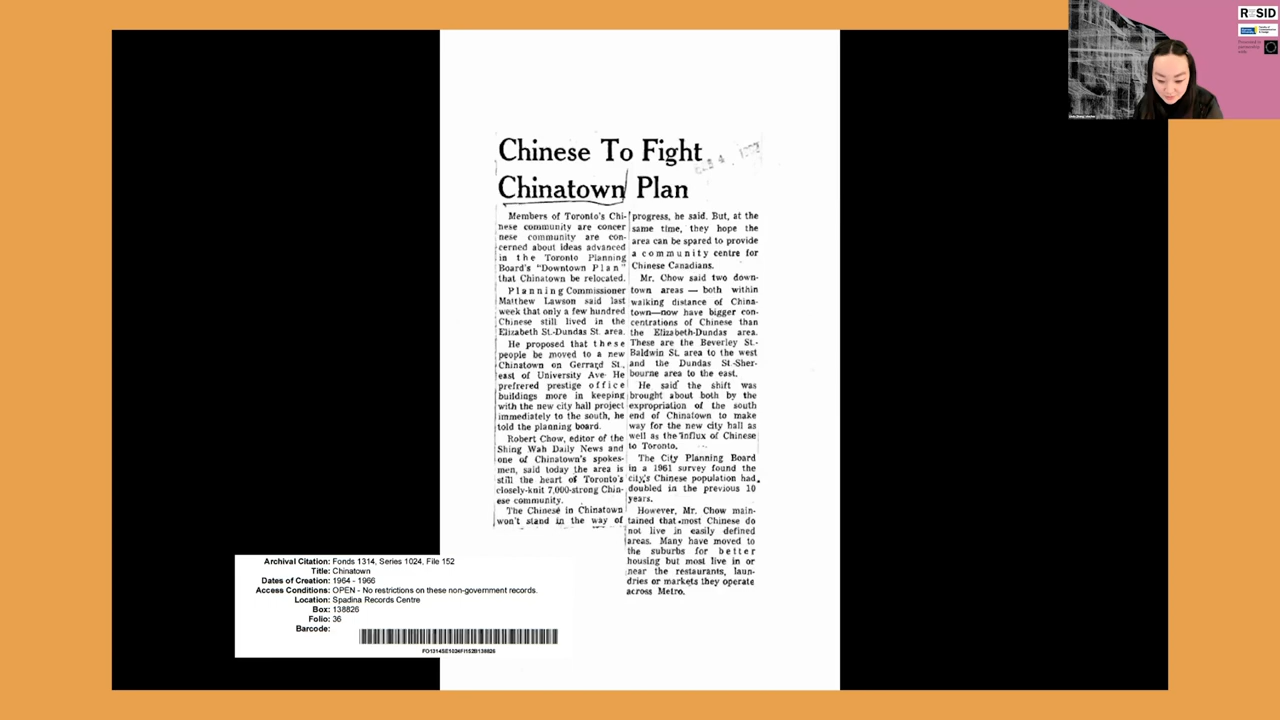 Chinese To Fight
Chinatown Plan
Members of Toronto's Chi-
nese community are concer
nese community are con-
cerned about ideas advanced
in the Toronto Planning
Board's "Downtown Plan"
that Chinatown be relocated.
Planning Commissioner
Matthew Lawson said last
week that only a few hundred
Chinese still lived in the
Elizabeth St.-Dundas St. area.
He proposed that these
people be moved to a new
Chinatown on Gerrard St.,
east of University Ave. He
prefrered prestige office
buildings more in keeping
with the new city hall project
immediately to the south, he
told the planning board.
Robert Chow, editor of the
Shing Wah Daily News and
one of Chinatown's spokes-
men, said today the area is
still the heart of Toronto's
closely-knit 7,000-strong Chin-
ese community.
The Chinese in Chinatown
won't stand in the way of
progress, he said. But, at the
same time, they hope the
area can be spared to provide
a community centre for
Chinese Canadians.
Mr. Chow said two down-
town areas — both within
walking distance of China-
town—now have bigger con-
centrations of Chinese than
the Elizabeth-Dundas area.
These are the Beverley St.-
Baldwin St. area to the west
and the Dundas St.-Sher-
bourne area to the east.
He said the shift was
brought about both by the
expropriation of the south
end of Chinatown to make
way for the new city hall as
well as the influx of Chinese
to Toronto.
The City Planning Board
in a 1961 survey found the
city's Chinese population had
doubled in the previous 10
years.
However, Mr. Chow main-
tained that most Chinese do
not live in easily defined
areas. Many have moved to
the suburbs for better
housing but most live in or
near the restaurants, laun-
dries or markets they operate
across Metro.
Archival Citation: Fonds 1314, Series 1024, File 152
Title: Chinatown
Dates of Creation: 1964 - 1966
Access Conditions: OPEN - No restrictions on these non-government records.
Location: Spadina Records Centre
Box: 138826
Folio: 36
Barcode:
FO1314SE1024FI152B138826
R SID